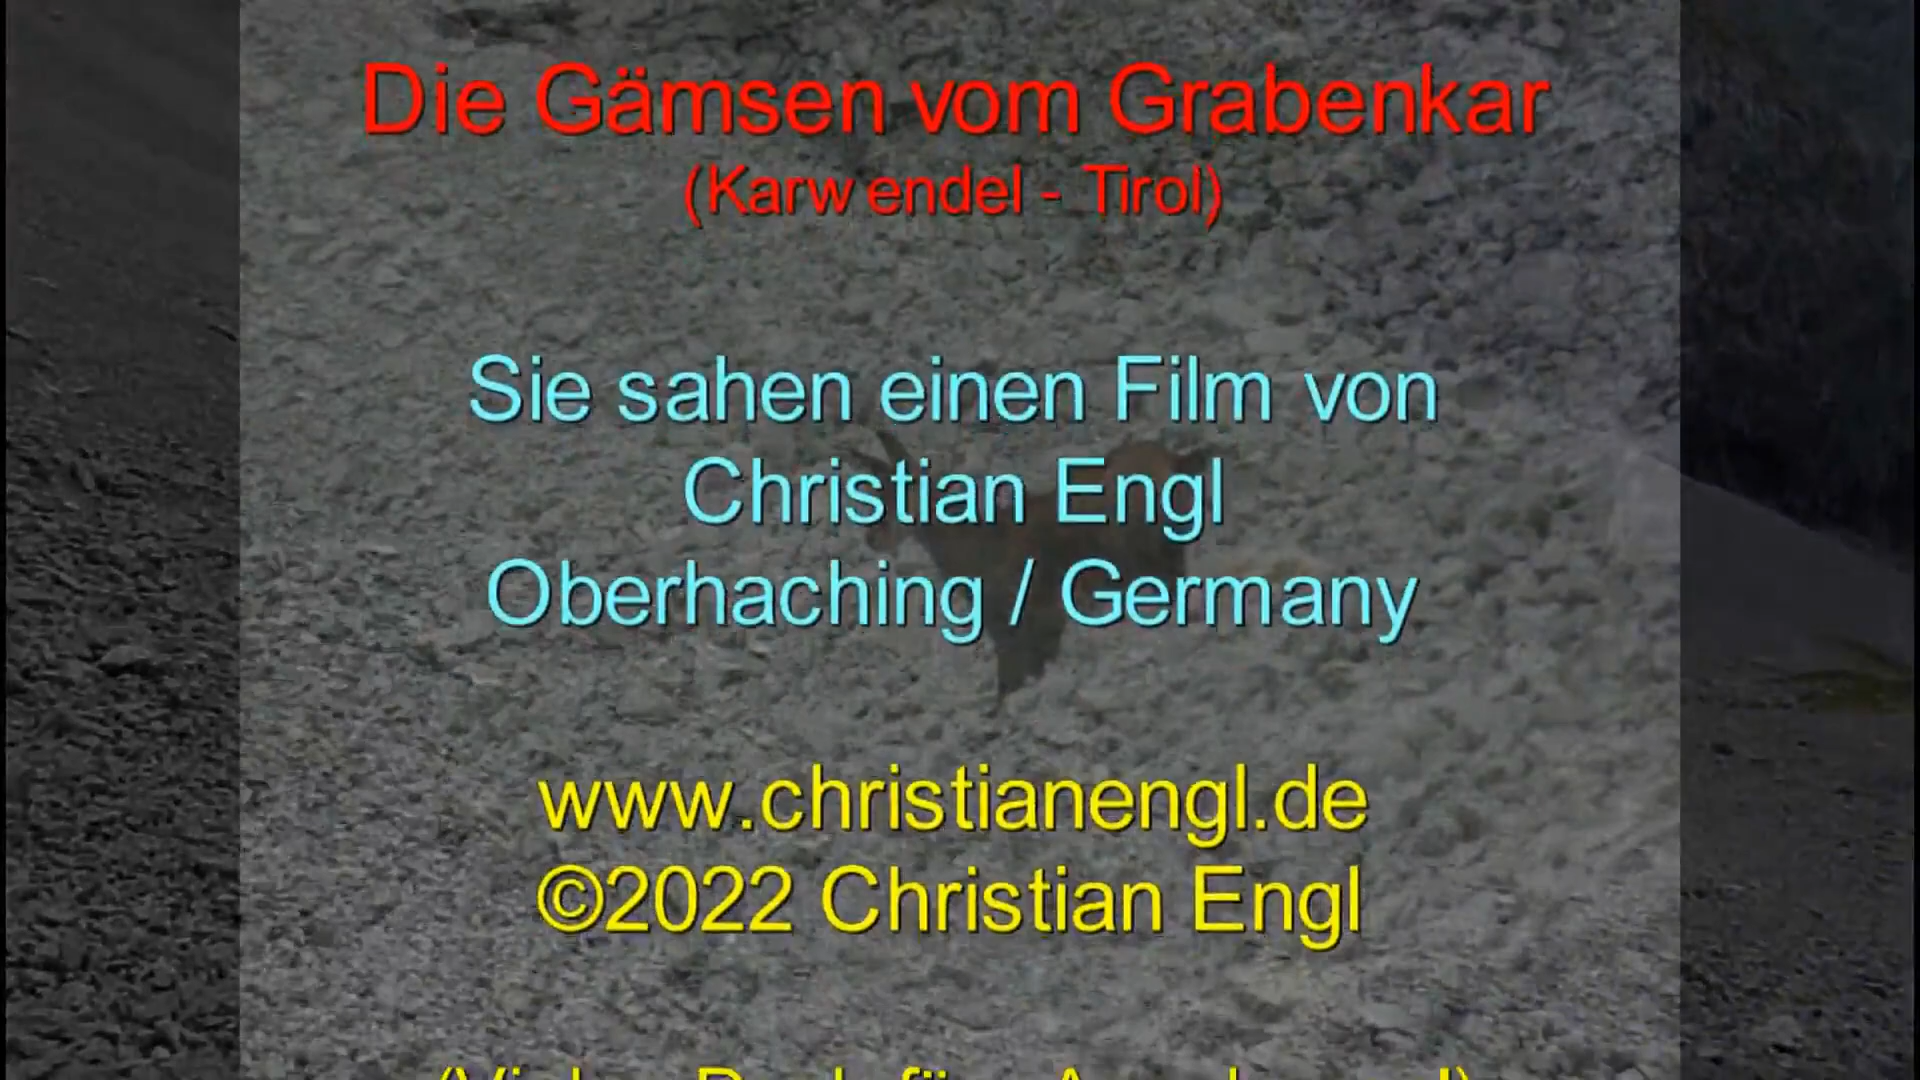 Die Gämsen vom Grabenkar
(Karwendel - Tirol)
Sie sahen einen Film von
Christian Engl
Oberhaching / Germany
www.christianengl.de
©2022 Christian Engl